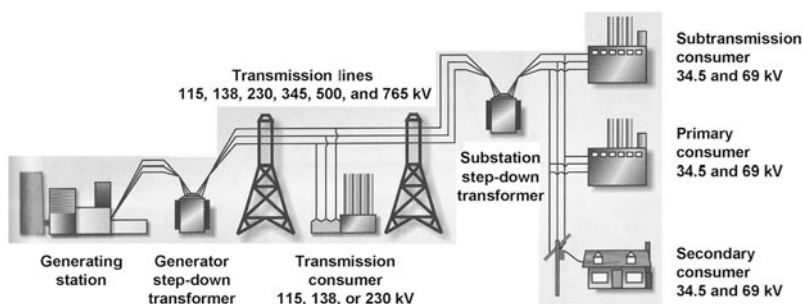 Transmission lines
115, 138, 230, 345, 500, and 765 kV
Subtransmission
consumer
34.5 and 69 kV
Substation
step-down
transformer
Primary
consumer
34.5 and 69 kV
Generating
station
Generator
step-down
transformer
Transmission
consumer
115, 138, or 230 kV
Secondary
consumer
34.5 and 69 kV